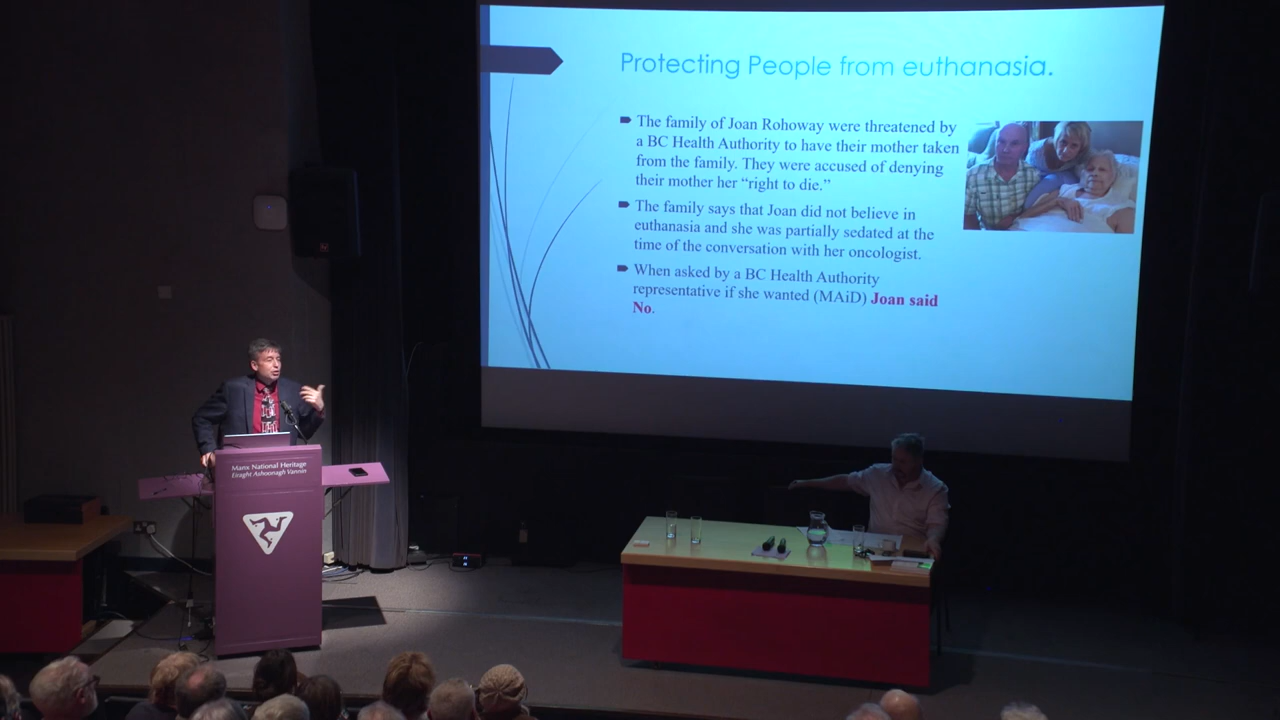 Protecting People from euthanasia.
The family of Joan Rohoway were threatened by
a BC Health Authority to have their mother taken
from the family. They were accused of denying
their mother her “right to die.”
The family says that Joan did not believe in
euthanasia and she was partially sedated at the
time of the conversation with her oncologist.
When asked by a BC Health Authority
representative if she wanted (MAiD) Joan said
No.
Manx National Heritage
Eiraght Ashoonagh Vannin